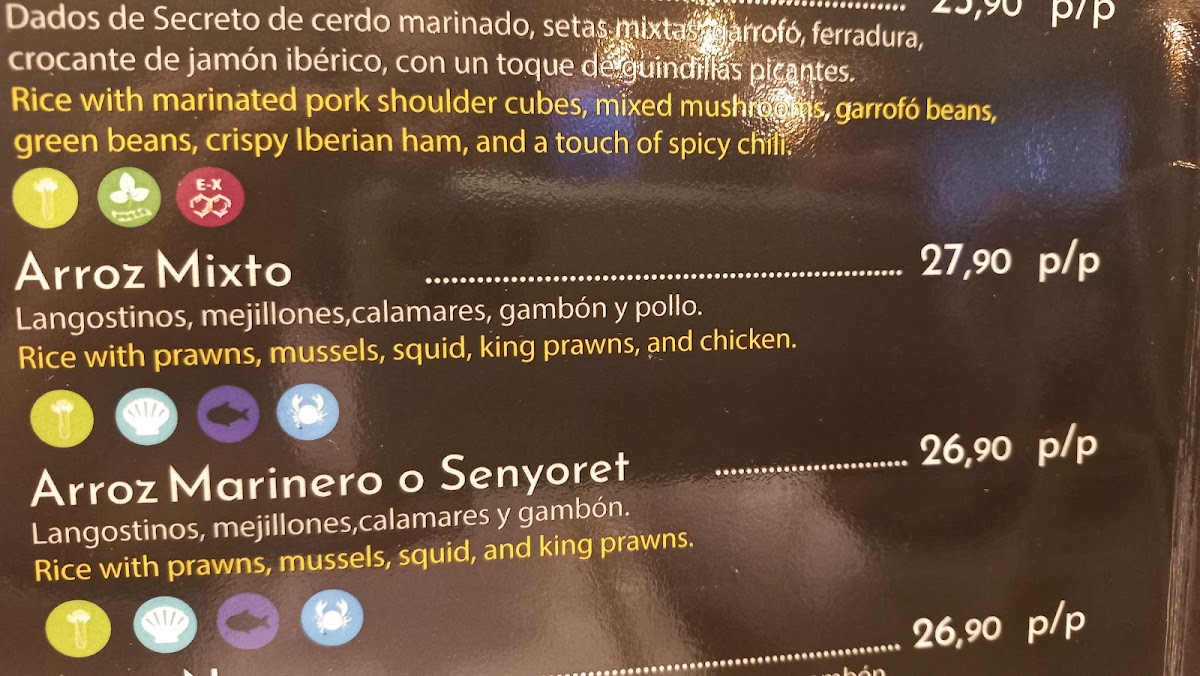 25,90 p/p
Dados de Secreto de cerdo marinado, setas mixtas, garrofó, ferradura,
crocante de jamón ibérico, con un toque de guindillas picantes.
Rice with marinated pork shoulder cubes, mixed mushrooms, garrofó beans,
green beans, crispy Iberian ham, and a touch of spicy chili.
E-X
Arroz Mixto ........ 27,90 p/p
Langostinos, mejillones,calamares, gambón y pollo.
Rice with prawns, mussels, squid, king prawns, and chicken.
Arroz Marinero o Senyoret ........ 26,90 p/p
Langostinos, mejillones,calamares y gambón.
Rice with prawns, mussels, squid, and king prawns.
26,90 p/p